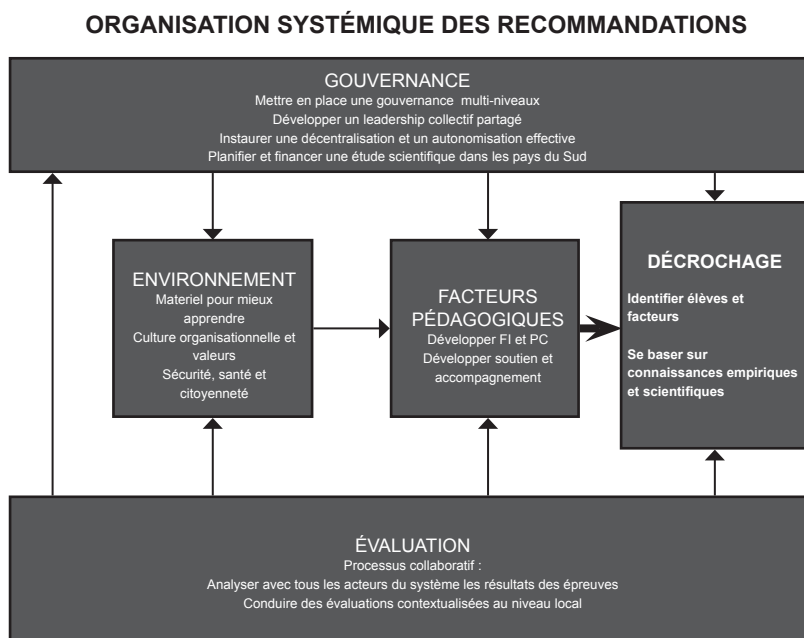 ORGANISATION SYSTÉMIQUE DES RECOMMANDATIONS
GOUVERNANCE
Mettre en place une gouvernance multi-niveaux
Développer un leadership collectif partagé
Instaurer une décentralisation et un autonomisation effective
Planifier et financer une étude scientifique dans les pays du Sud
ENVIRONNEMENT
Materiel pour mieux
apprendre
Culture organisationnelle et
valeurs
Sécurité, santé et
citoyenneté
FACTEURS
PÉDAGOGIQUES
Développer FI et PC
Développer soutien et
accompagnement
DÉCROCHAGE
Identifier élèves et
facteurs
Se baser sur
connaissances empiriques
et scientifiques
ÉVALUATION
Processus collaboratif :
Analyser avec tous les acteurs du système les résultats des épreuves
Conduire des évaluations contextualisées au niveau local